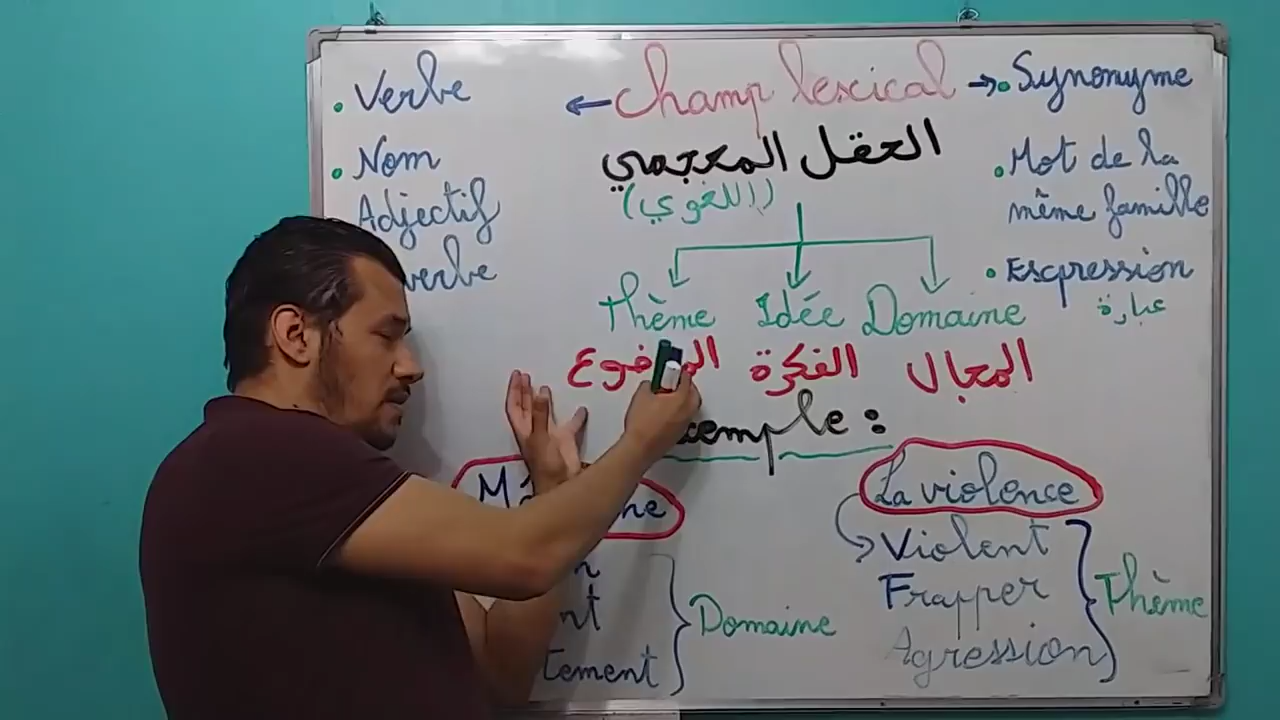 Verbe
Nom
Adjectif
verbe
← Champ lexical →
الحقل المعجمي
(اللغوي)
Thème Idée Domaine
الفكرة المجال
Synonyme
Mot de la
même famille
Expression
عبارة
La violence
Violent
Frapper
Agression
Thème
Domaine